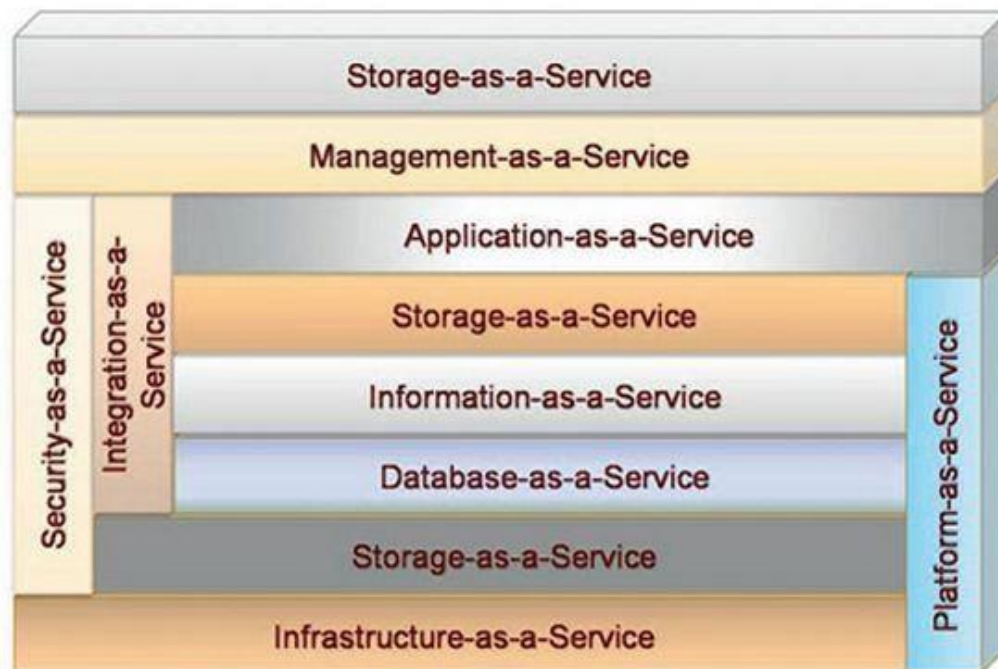 Storage-as-a-Service
Management-as-a-Service
Security-as-a-Service
Integration-as-a-
Service
Application-as-a-Service
Storage-as-a-Service
Information-as-a-Service
Database-as-a-Service
Storage-as-a-Service
Infrastructure-as-a-Service
Platform-as-a-Service